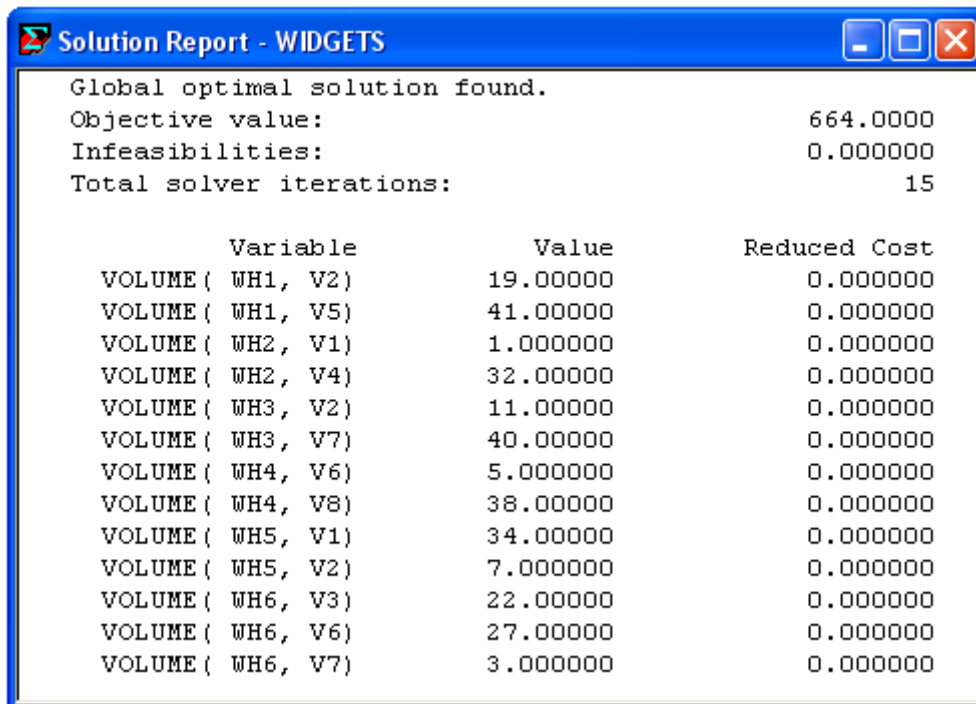 Solution Report - WIDGETS
Global optimal solution found.
Objective value: 664.0000
Infeasibilities: 0.000000
Total solver iterations: 15
Variable Value Reduced Cost
VOLUME( WH1, V2) 19.00000 0.000000
VOLUME( WH1, V5) 41.00000 0.000000
VOLUME( WH2, V1) 1.000000 0.000000
VOLUME( WH2, V4) 32.00000 0.000000
VOLUME( WH3, V2) 11.00000 0.000000
VOLUME( WH3, V7) 40.00000 0.000000
VOLUME( WH4, V6) 5.000000 0.000000
VOLUME( WH4, V8) 38.00000 0.000000
VOLUME( WH5, V1) 34.00000 0.000000
VOLUME( WH5, V2) 7.000000 0.000000
VOLUME( WH6, V3) 22.00000 0.000000
VOLUME( WH6, V6) 27.00000 0.000000
VOLUME( WH6, V7) 3.000000 0.000000